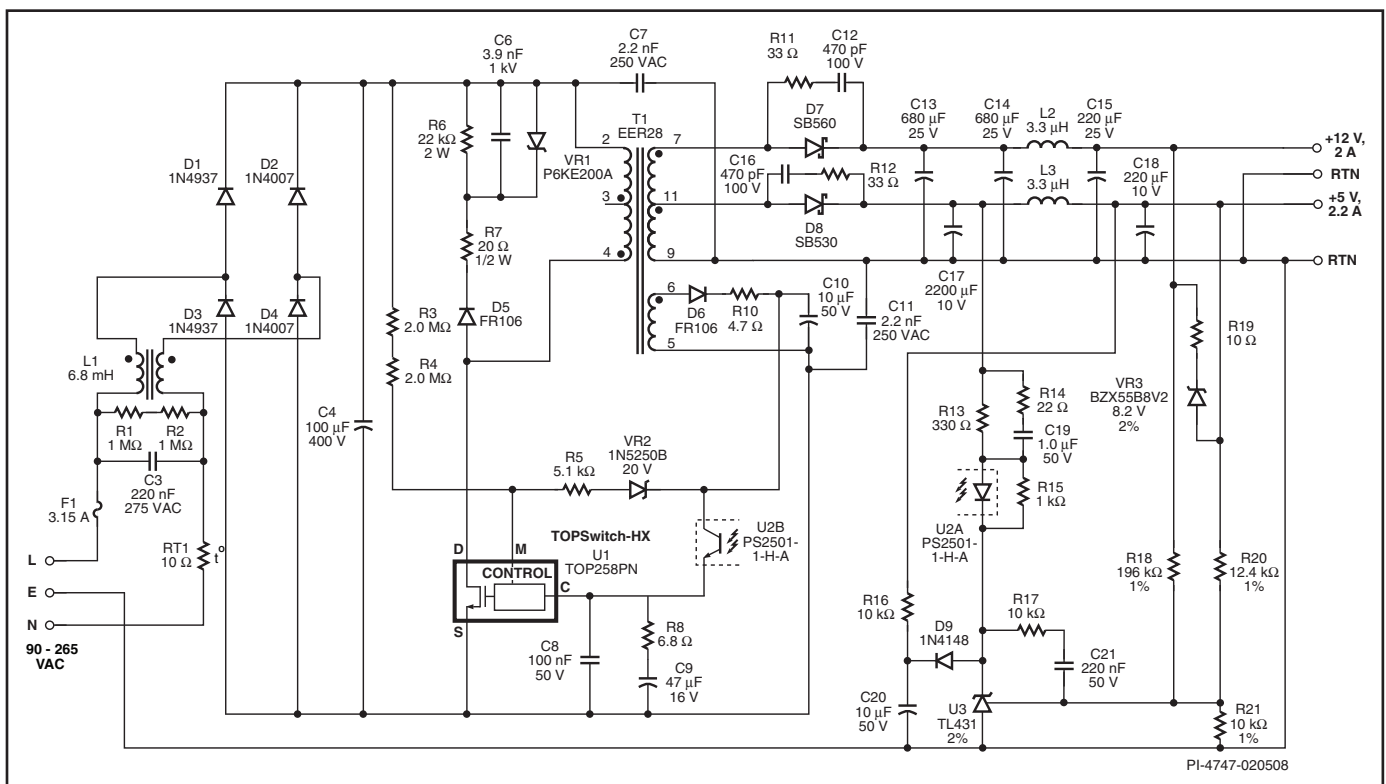 C6
3.9 nF
1 kV
C7
2.2 nF
250 VAC
R11
33 Ω
C12
470 pF
100 V
D7
SB560
C13
680 µF
25 V
C14
680 µF
25 V
L2
3.3 µH
C15
220 µF
25 V
+12 V,
2 A
RTN
+5 V,
2.2 A
RTN
R6
22 kΩ
2 W
VR1
P6KE200A
T1
EER28
2
3
4
7
11
9
6
5
C16
470 pF
100 V
R12
33 Ω
D8
SB530
L3
3.3 µH
C18
220 µF
10 V
D1
1N4937
D2
1N4007
D3
1N4937
D4
1N4007
R7
20 Ω
1/2 W
D5
FR106
R3
2.0 MΩ
R4
2.0 MΩ
D6
FR106
R10
4.7 Ω
C10
10 µF
50 V
C11
2.2 nF
250 VAC
C17
2200 µF
10 V
R19
10 Ω
VR3
BZX55B8V2
8.2 V
2%
L1
6.8 mH
R1
1 MΩ
R2
1 MΩ
C3
220 nF
275 VAC
C4
100 µF
400 V
F1
3.15 A
RT1
10 Ω
t°
L
E
N
90 - 265
VAC
R5
5.1 kΩ
VR2
1N5250B
20 V
R13
330 Ω
R14
22 Ω
C19
1.0 µF
50 V
R15
1 kΩ
U2A
PS2501-
1-H-A
U2B
PS2501-
1-H-A
TOPSwitch-HX
U1
TOP258PN
D
M
CONTROL
C
S
R8
6.8 Ω
C8
100 nF
50 V
C9
47 µF
16 V
R16
10 kΩ
D9
1N4148
R17
10 kΩ
C21
220 nF
50 V
R18
196 kΩ
1%
R20
12.4 kΩ
1%
C20
10 µF
50 V
U3
TL431
2%
R21
10 kΩ
1%
PI-4747-020508